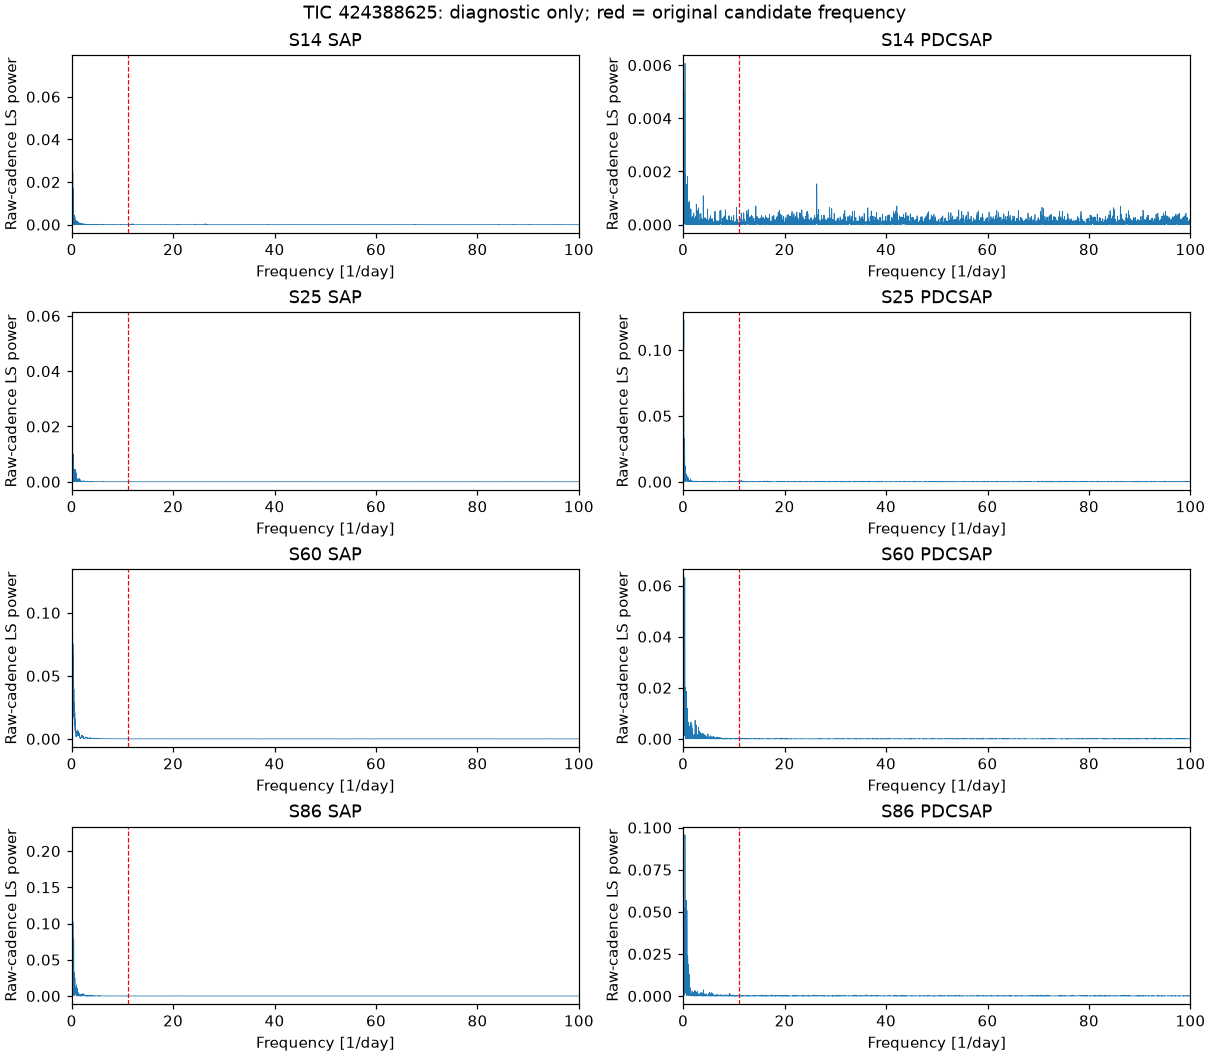 TIC 424388625: diagnostic only; red = original candidate frequency
S14 SAP
Raw-cadence LS power
0.06
0.04
0.02
0.00
0 20 40 60 80 100
Frequency [1/day]
S14 PDCSAP
Raw-cadence LS power
0.006
0.004
0.002
0.000
0 20 40 60 80 100
Frequency [1/day]
S25 SAP
Raw-cadence LS power
0.06
0.04
0.02
0.00
0 20 40 60 80 100
Frequency [1/day]
S25 PDCSAP
Raw-cadence LS power
0.10
0.05
0.00
0 20 40 60 80 100
Frequency [1/day]
S60 SAP
Raw-cadence LS power
0.10
0.05
0.00
0 20 40 60 80 100
Frequency [1/day]
S60 PDCSAP
Raw-cadence LS power
0.06
0.04
0.02
0.00
0 20 40 60 80 100
Frequency [1/day]
S86 SAP
Raw-cadence LS power
0.20
0.15
0.10
0.05
0.00
0 20 40 60 80 100
Frequency [1/day]
S86 PDCSAP
Raw-cadence LS power
0.100
0.075
0.050
0.025
0.000
0 20 40 60 80 100
Frequency [1/day]